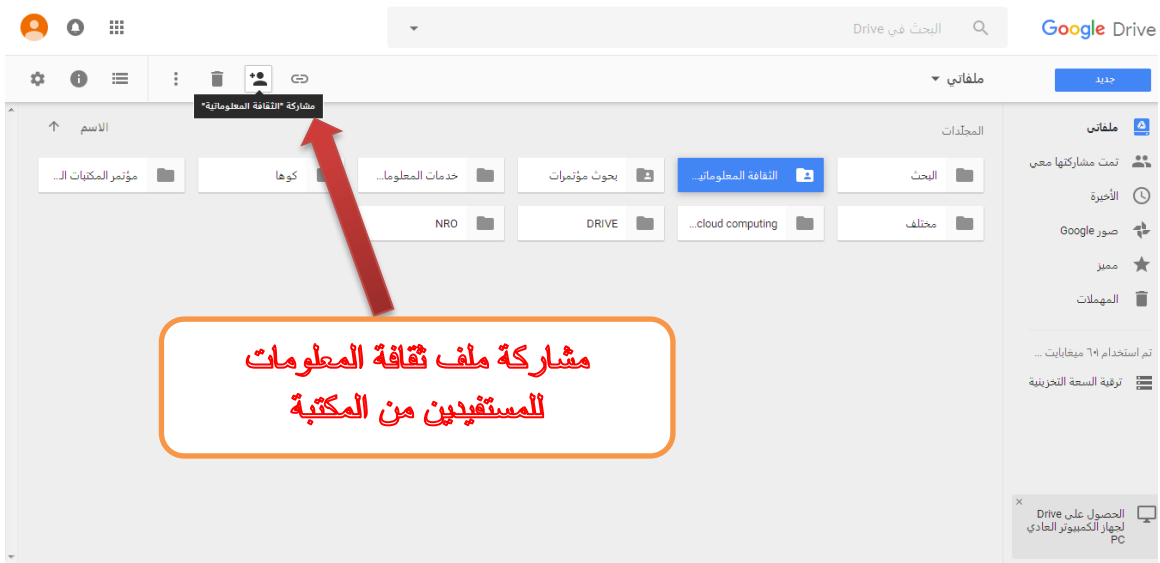 Google Drive
البحث في Drive
ملفاتي
جديد
مشاركة "الثقافة المعلوماتية"
ملفاتي
تمت مشاركتها معي
الأخيرة
صور Google
مميز
المهملات
تم استخدام ٦٠١ ميغابايت ...
ترقية السعة التخزينية
الحصول على Drive
لجهاز الكمبيوتر العادي
PC
الاسم
المجلّدات
البحث
الثقافة المعلوماتيـ...
بحوث مؤتمرات
خدمات المعلوما...
كوها
مؤتمر المكتبات الـ...
مختلف
cloud computing...
DRIVE
NRO
مشاركة ملف ثقافة المعلومات
للمستفيدين من المكتبة